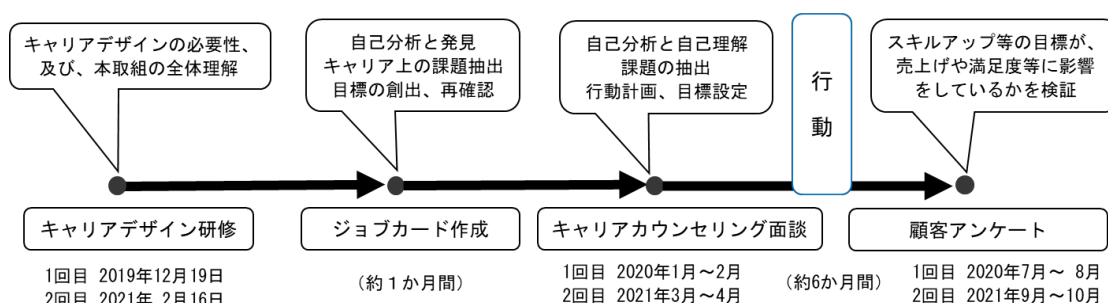 キャリアデザインの必要性、
及び、本取組の全体理解
自己分析と発見
キャリア上の課題抽出
目標の創出、再確認
自己分析と自己理解
課題の抽出
行動計画、目標設定
行
動
スキルアップ等の目標が、
売上げや満足度等に影響
をしているかを検証
キャリアデザイン研修
ジョブカード作成
キャリアカウンセリング面談
顧客アンケート
1回目 2019年12月19日
2回目 2021年 2月16日
(約1か月間)
1回目 2020年1月～2月
2回目 2021年3月～4月
(約6か月間)
1回目 2020年7月～ 8月
2回目 2021年9月～10月